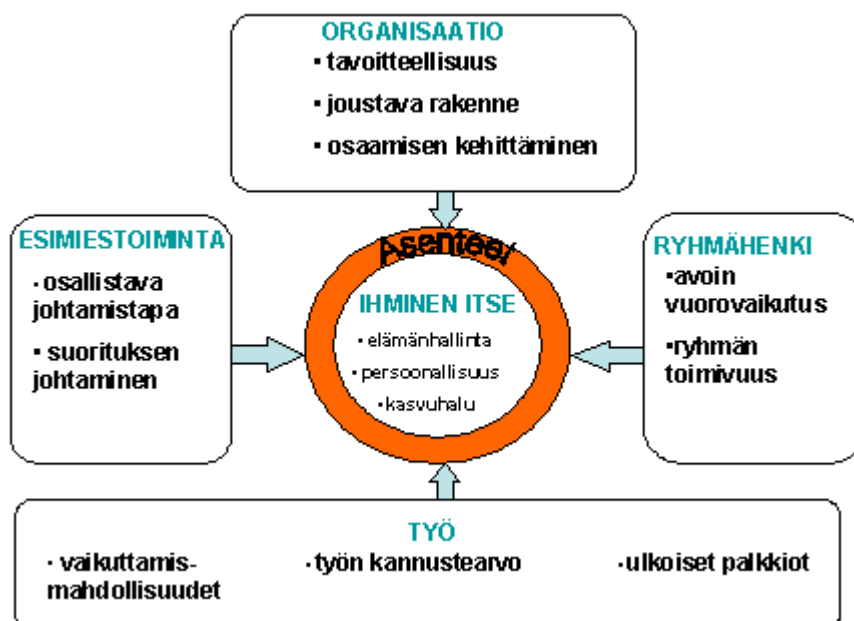 ORGANISAATIO
▪ tavoitteellisuus
▪ joustava rakenne
▪ osaamisen kehittäminen
ESIMIESTOIMINTA
▪ osallistava
johtamistapa
▪ suorituksen
johtaminen
Asenteet
IHMINEN ITSE
▪ elämänhallinta
▪ persoonallisuus
▪ kasvuhalu
RYHMÄHENKI
▪avoin
vuorovaikutus
▪ryhmän
toimivuus
TYÖ
▪ vaikuttamis-
mahdollisuudet
▪työn kannustearvo
▪ulkoiset palkkiot